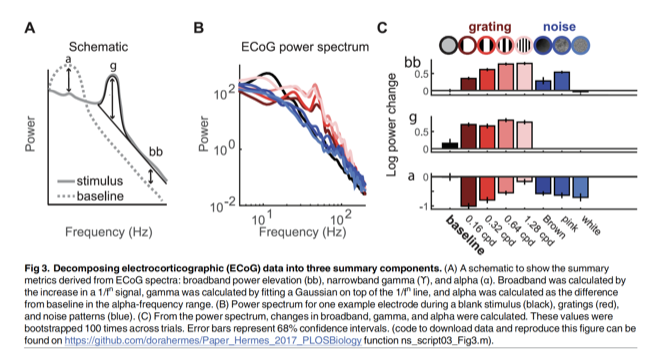 A
Schematic
a
g
bb
Power
stimulus
baseline
Frequency (Hz)
B
ECoG power spectrum
Power
10²
10⁰
10⁻²
10¹
10²
Frequency (Hz)
C
grating
noise
Log power change
bb
0.5
0
g
0.5
0
a
0
-1
baseline
0.16 cpd
0.32 cpd
0.64 cpd
1.28 cpd
Brown
pink
white
Fig 3. Decomposing electrocorticographic (ECoG) data into three summary components. (A) A schematic to show the summary
metrics derived from ECoG spectra: broadband power elevation (bb), narrowband gamma (ϒ), and alpha (α). Broadband was calculated by
the increase in a 1/fⁿ signal, gamma was calculated by fitting a Gaussian on top of the 1/fⁿ line, and alpha was calculated as the difference
from baseline in the alpha-frequency range. (B) Power spectrum for one example electrode during a blank stimulus (black), gratings (red),
and noise patterns (blue). (C) From the power spectrum, changes in broadband, gamma, and alpha were calculated. These values were
bootstrapped 100 times across trials. Error bars represent 68% confidence intervals. (code to download data and reproduce this figure can be
found on https://github.com/dorahermes/Paper_Hermes_2017_PLOSBiology function ns_script03_Fig3.m).